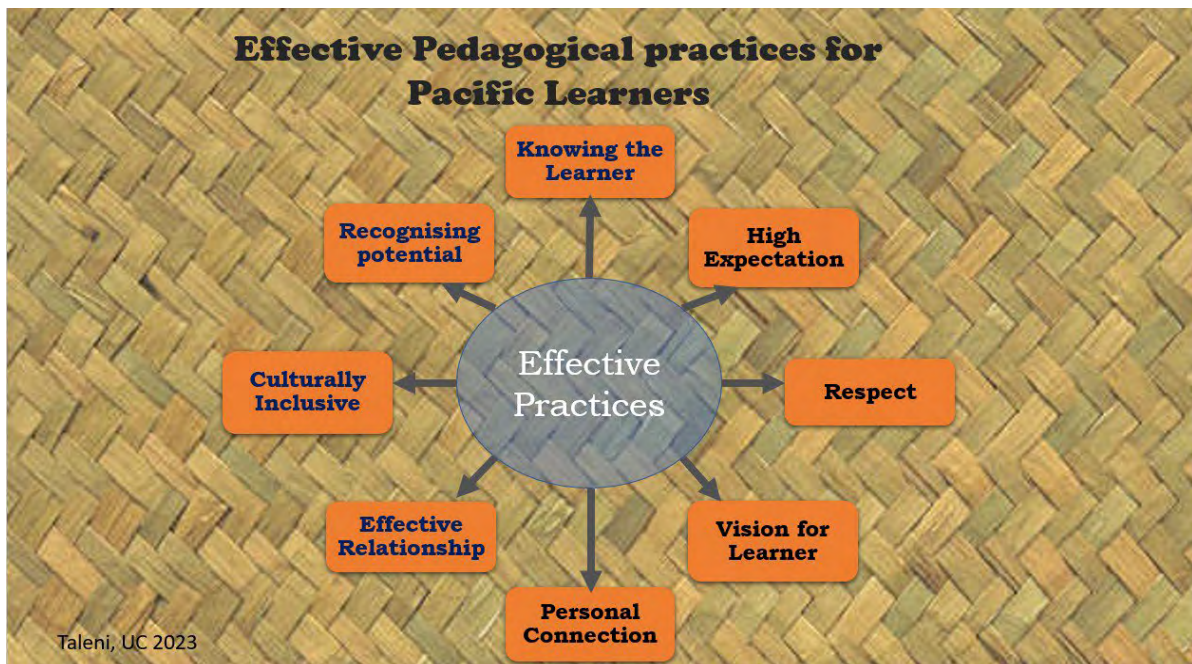 Effective Pedagogical practices for
Pacific Learners
Knowing the
Learner
Recognising
potential
High
Expectation
Culturally
Inclusive
Effective
Practices
Respect
Effective
Relationship
Vision for
Learner
Personal
Connection
Taleni, UC 2023